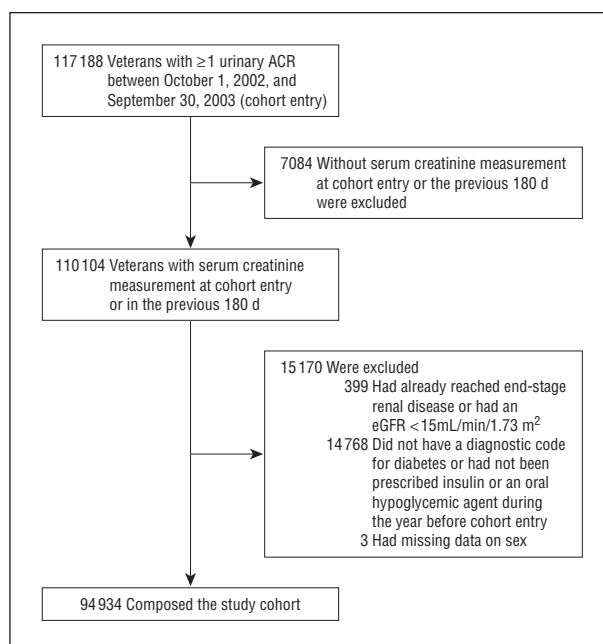 117 188 Veterans with ≥1 urinary ACR
between October 1, 2002, and
September 30, 2003 (cohort entry)
7084 Without serum creatinine measurement
at cohort entry or the previous 180 d
were excluded
110 104 Veterans with serum creatinine
measurement at cohort entry
or in the previous 180 d
15 170 Were excluded
399 Had already reached end-stage
renal disease or had an
eGFR <15mL/min/1.73 m²
14 768 Did not have a diagnostic code
for diabetes or had not been
prescribed insulin or an oral
hypoglycemic agent during
the year before cohort entry
3 Had missing data on sex
94 934 Composed the study cohort